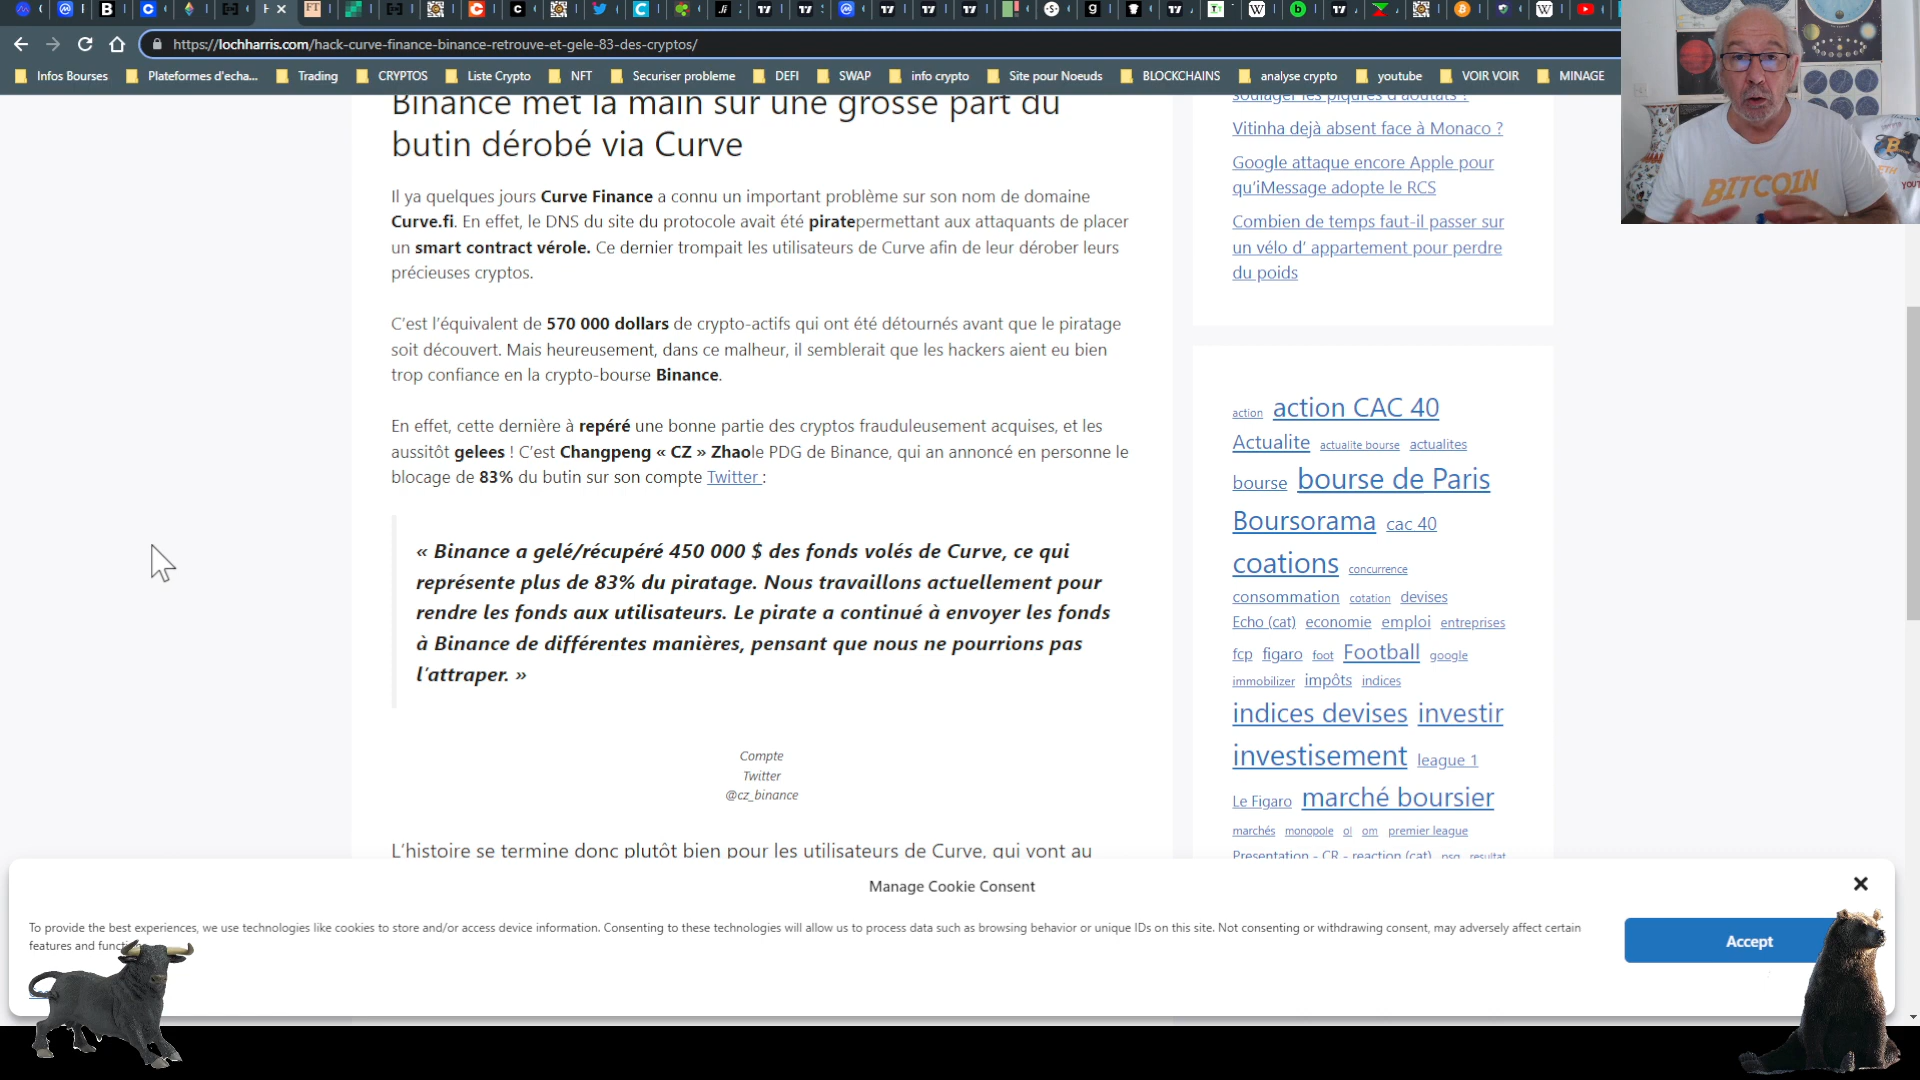 https://lochharris.com/hack-curve-finance-binance-retrouve-et-gele-83-des-cryptos/
Infos Bourses Plateformes d'echa... Trading CRYPTOS Liste Crypto NFT Securiser probleme DEFI SWAP info crypto Site pour Noeuds BLOCKCHAINS analyse crypto youtube VOIR VOIR MINAGE
Binance met la main sur une grosse part du
butin dérobé via Curve
Il ya quelques jours Curve Finance a connu un important problème sur son nom de domaine
Curve.fi. En effet, le DNS du site du protocole avait été piratepermettant aux attaquants de placer
un smart contract vérole. Ce dernier trompait les utilisateurs de Curve afin de leur dérober leurs
précieuses cryptos.
C'est l'équivalent de 570 000 dollars de crypto-actifs qui ont été détournés avant que le piratage
soit découvert. Mais heureusement, dans ce malheur, il semblerait que les hackers aient eu bien
trop confiance en la crypto-bourse Binance.
En effet, cette dernière à repéré une bonne partie des cryptos frauduleusement acquises, et les
aussitôt gelees ! C'est Changpeng « CZ » Zhaole PDG de Binance, qui an annoncé en personne le
blocage de 83% du butin sur son compte Twitter :
« Binance a gelé/récupéré 450 000 $ des fonds volés de Curve, ce qui
représente plus de 83% du piratage. Nous travaillons actuellement pour
rendre les fonds aux utilisateurs. Le pirate a continué à envoyer les fonds
à Binance de différentes manières, pensant que nous ne pourrions pas
l'attraper. »
Compte
Twitter
@cz_binance
L'histoire se termine donc plutôt bien pour les utilisateurs de Curve, qui vont au
soulager les piqûres d'aoûtats ?
Vitinha dejà absent face à Monaco ?
Google attaque encore Apple pour
qu'iMessage adopte le RCS
Combien de temps faut-il passer sur
un vélo d' appartement pour perdre
du poids
action action CAC 40
Actualite actualite bourse actualites
bourse bourse de Paris
Boursorama cac 40
coations concurrence
consommation cotation devises
Echo (cat) economie emploi entreprises
fcp figaro foot Football google
immobilizer impôts indices
indices devises investir
investisement league 1
Le Figaro marché boursier
marchés monopole ol om premier league
Presentation - CR - reaction (cat) psg resultat
Manage Cookie Consent
To provide the best experiences, we use technologies like cookies to store and/or access device information. Consenting to these technologies will allow us to process data such as browsing behavior or unique IDs on this site. Not consenting or withdrawing consent, may adversely affect certain
features and
Accept
BITCOIN